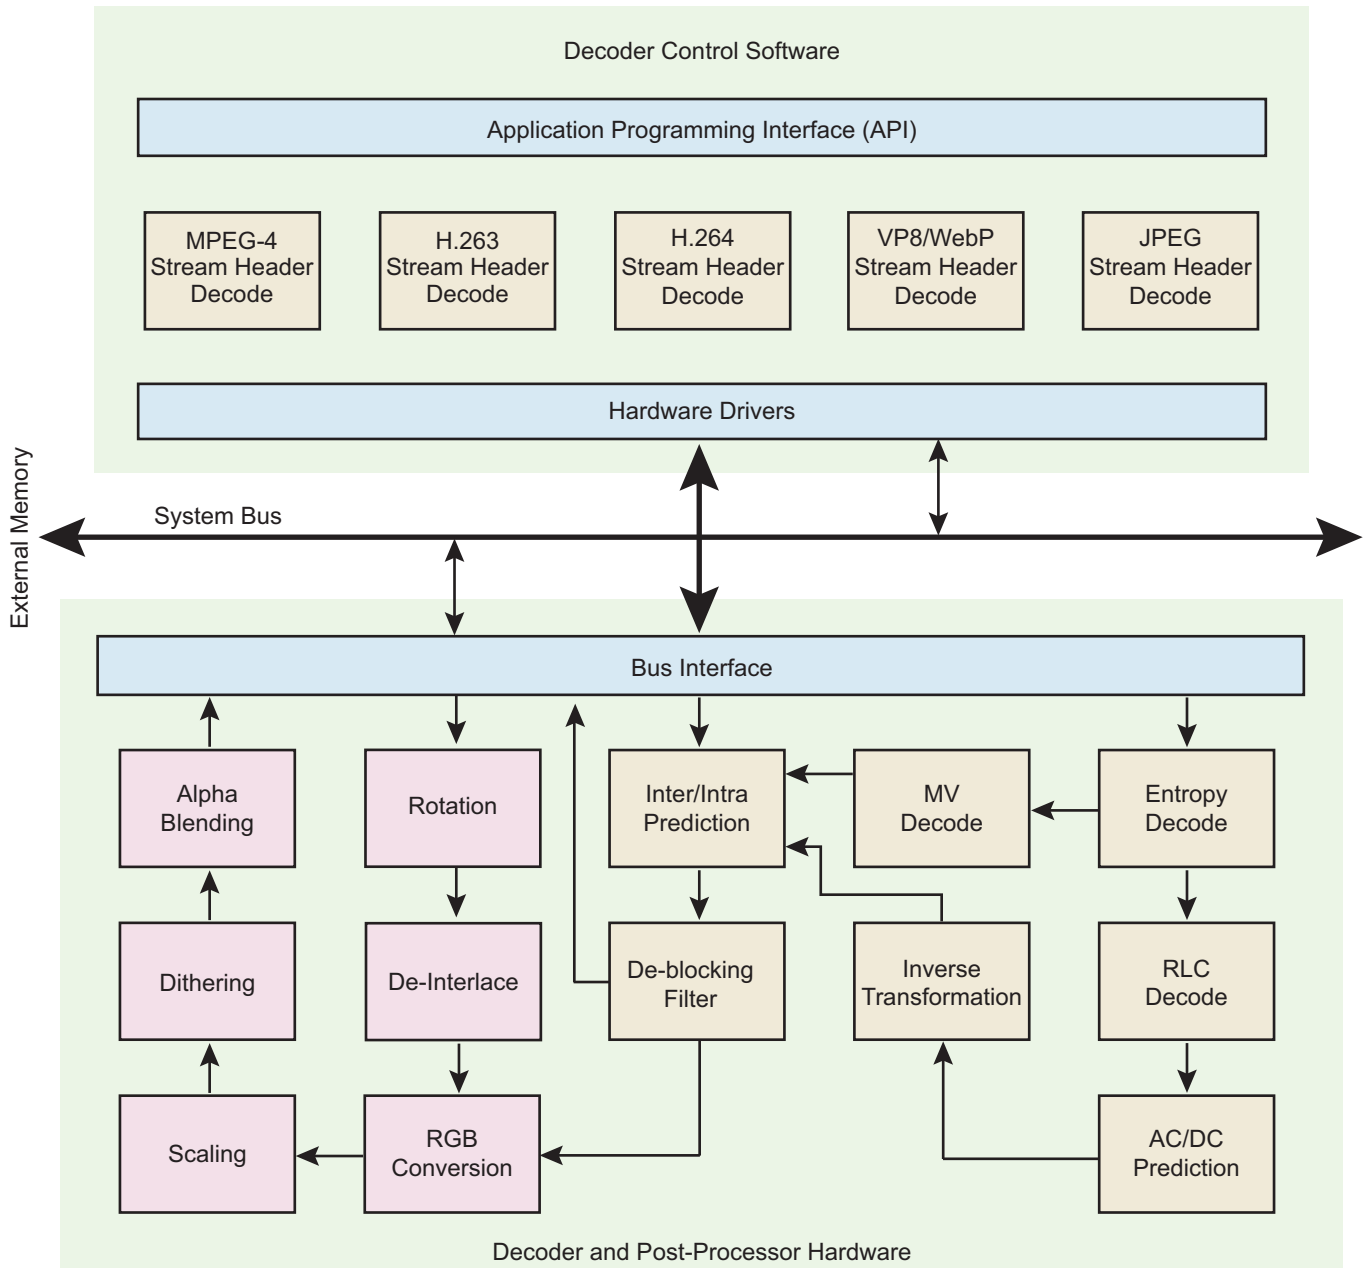 Decoder Control Software
Application Programming Interface (API)
MPEG-4
Stream Header
Decode
H.263
Stream Header
Decode
H.264
Stream Header
Decode
VP8/WebP
Stream Header
Decode
JPEG
Stream Header
Decode
Hardware Drivers
External Memory
System Bus
Bus Interface
Alpha
Blending
Rotation
Inter/Intra
Prediction
MV
Decode
Entropy
Decode
Dithering
De-Interlace
De-blocking
Filter
Inverse
Transformation
RLC
Decode
Scaling
RGB
Conversion
AC/DC
Prediction
Decoder and Post-Processor Hardware